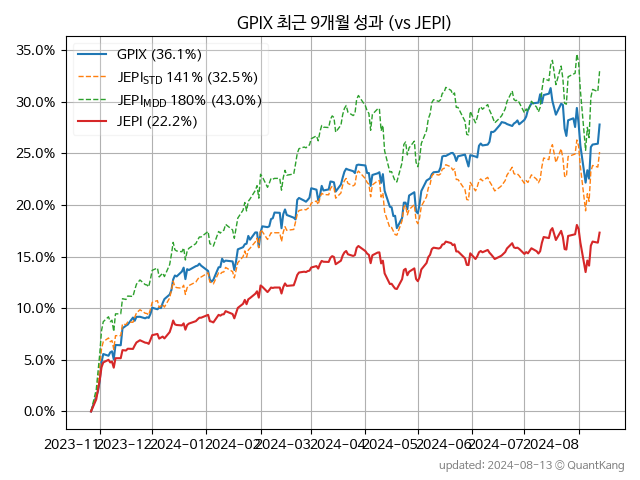 GPIX 최근 9개월 성과 (vs JEPI)
35.0%
30.0%
25.0%
20.0%
15.0%
10.0%
5.0%
0.0%
GPIX (36.1%)
JEPI_STD 141% (32.5%)
JEPI_MDD 180% (43.0%)
JEPI (22.2%)
2023-11 2023-12 2024-01 2024-02 2024-03 2024-04 2024-05 2024-06 2024-07 2024-08
updated: 2024-08-13 © QuantKang